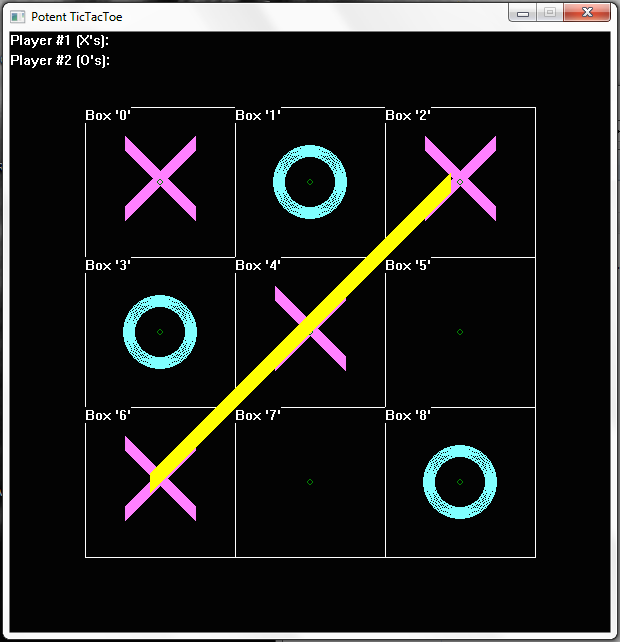 Potent TicTacToe
Player #1 (X's):
Player #2 (O's):
Box '0' Box '1' Box '2'
Box '3' Box '4' Box '5'
Box '6' Box '7' Box '8'